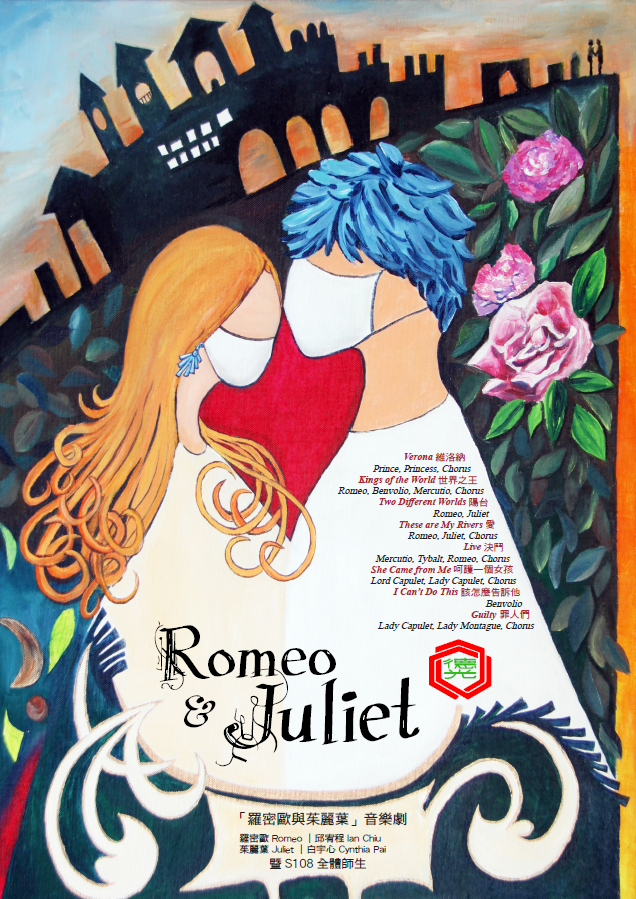 Verona 維洛納
Prince, Princess, Chorus
Kings of the World 世界之王
Romeo, Benvolio, Mercutio, Chorus
Two Different Worlds 陽台
Romeo, Juliet
These are My Rivers 愛
Romeo, Juliet, Chorus
Live 決鬥
Mercutio, Tybalt, Romeo, Chorus
She Came from Me 呵護一個女孩
Lord Capulet, Lady Capulet, Chorus
I Can't Do This 該怎麼告訴他
Benvolio
Guilty 罪人們
Lady Capulet, Lady Montague, Chorus
Romeo
& Juliet
德光
「羅密歐與茱麗葉」音樂劇
羅密歐 Romeo｜邱宥程 Ian Chiu
茱麗葉 Juliet｜白宇心 Cynthia Pai
暨 S108 全體師生